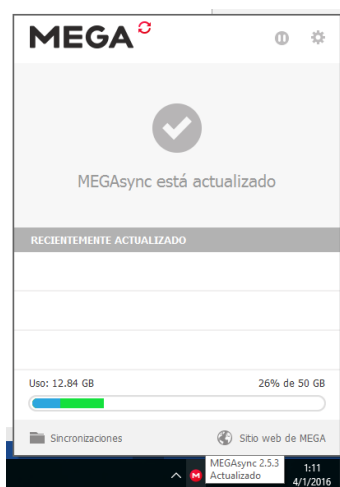 MEGA
MEGAsync está actualizado
RECIENTEMENTE ACTUALIZADO
Uso: 12.84 GB 26% de 50 GB
Sincronizaciones Sitio web de MEGA
MEGAsync 2.5.3
Actualizado
M
1:11
4/1/2016